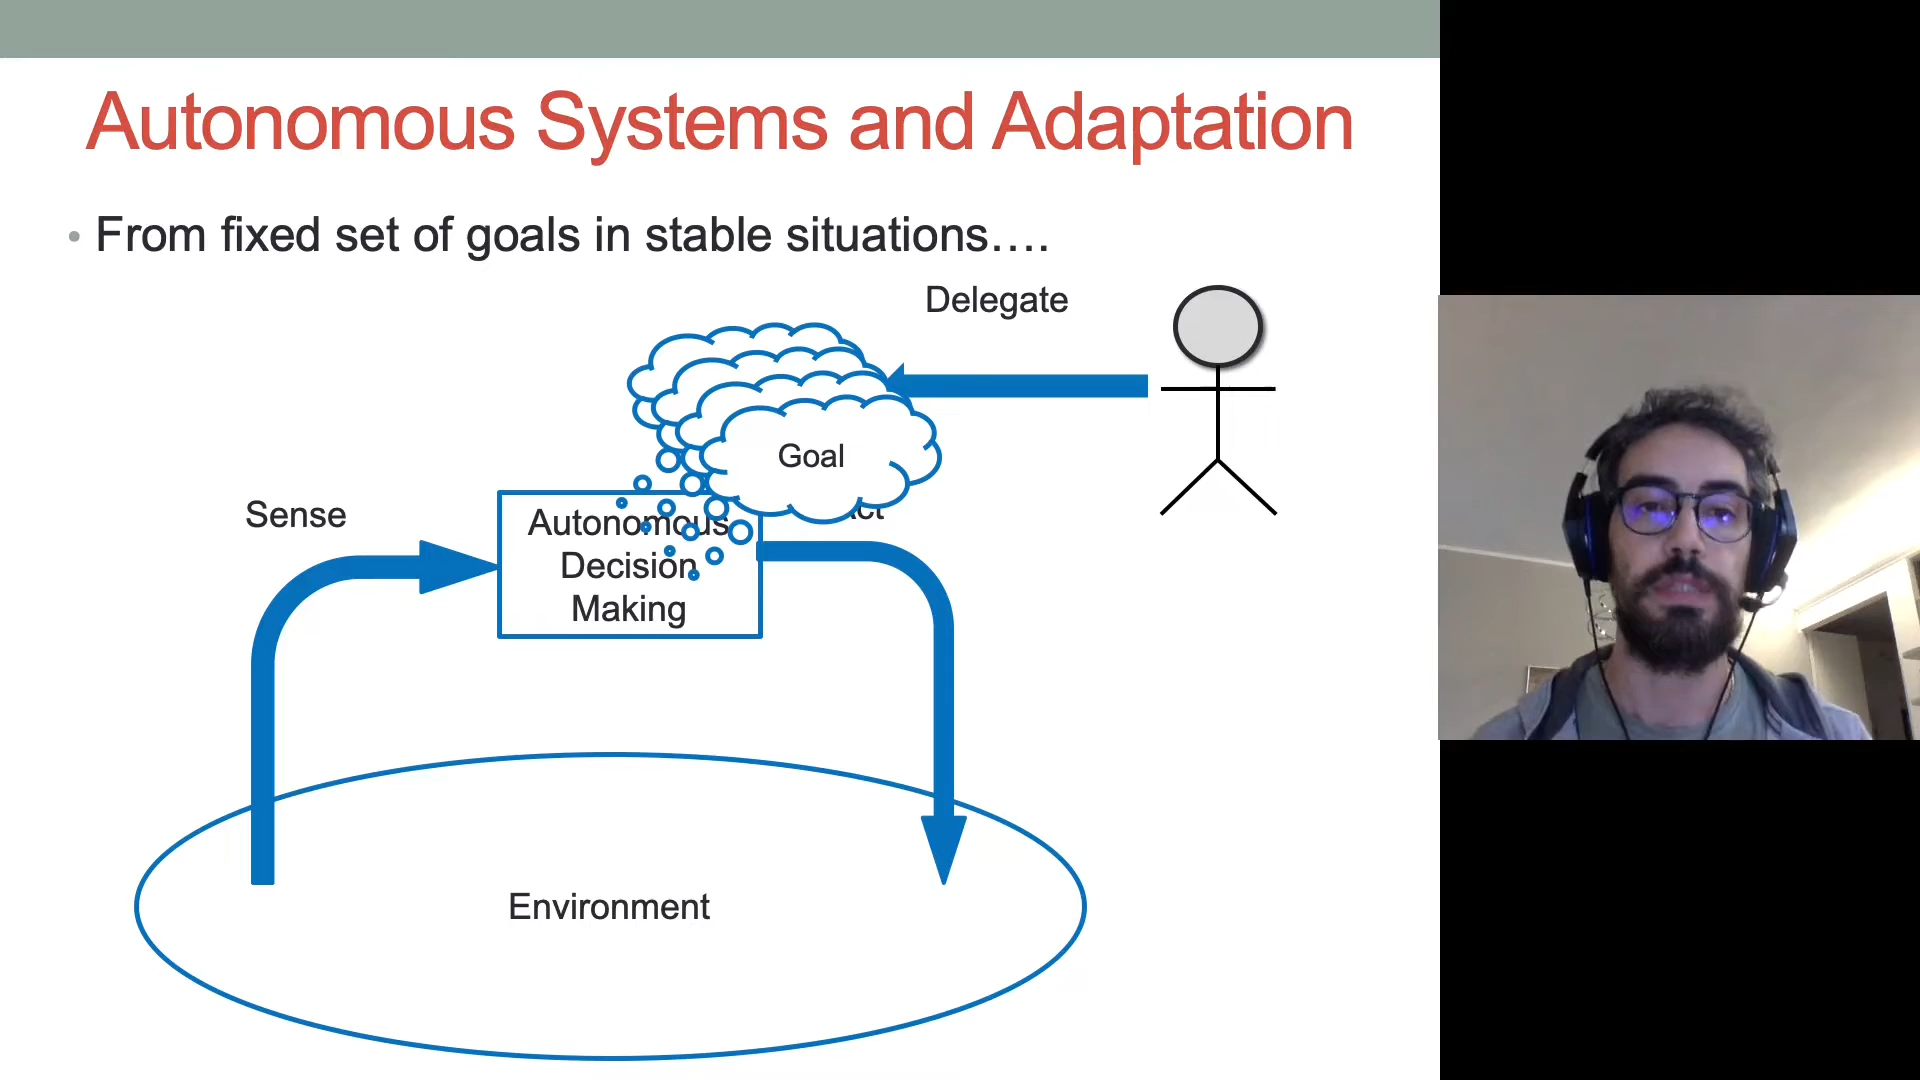 Autonomous Systems and Adaptation
• From fixed set of goals in stable situations….
Delegate
Goal
Sense
Autonomous
Decision
Making
Environment